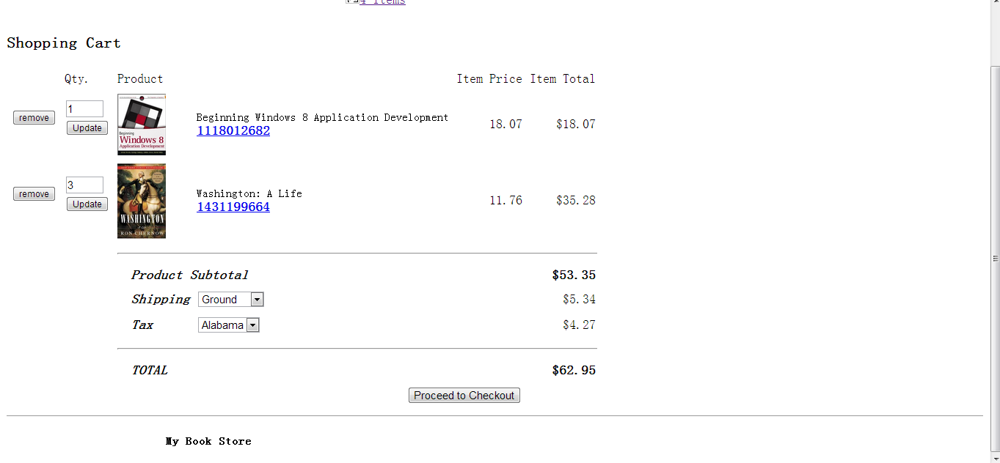 4 items
Shopping Cart
Qty. Product Item Price Item Total
remove 1 Update Beginning Windows 8 Application Development 18.07 $18.07
1118012682
Beginning
Windows 8
Application Development
remove 3 Update Washington: A Life 11.76 $35.28
1431199664
WASHINGTON
RON CHERNOW
Product Subtotal $53.35
Shipping Ground $5.34
Tax Alabama $4.27
TOTAL $62.95
Proceed to Checkout
My Book Store